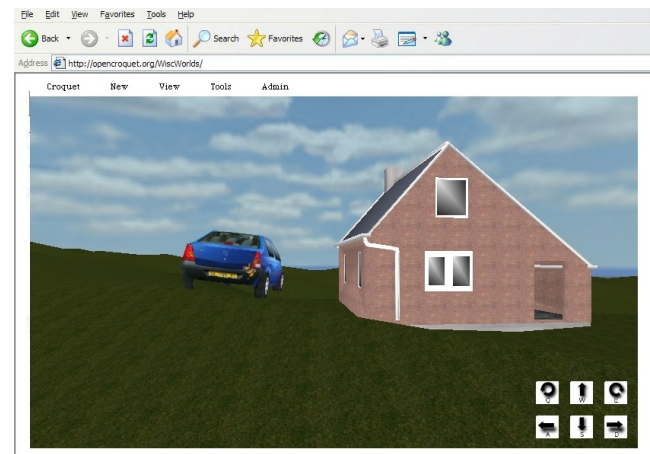 File Edit View Favorites Tools Help
Back Search Favorites
Address http://opencroquet.org/WiscWorlds/
Croquet New View Tools Admin
Q W
A S D